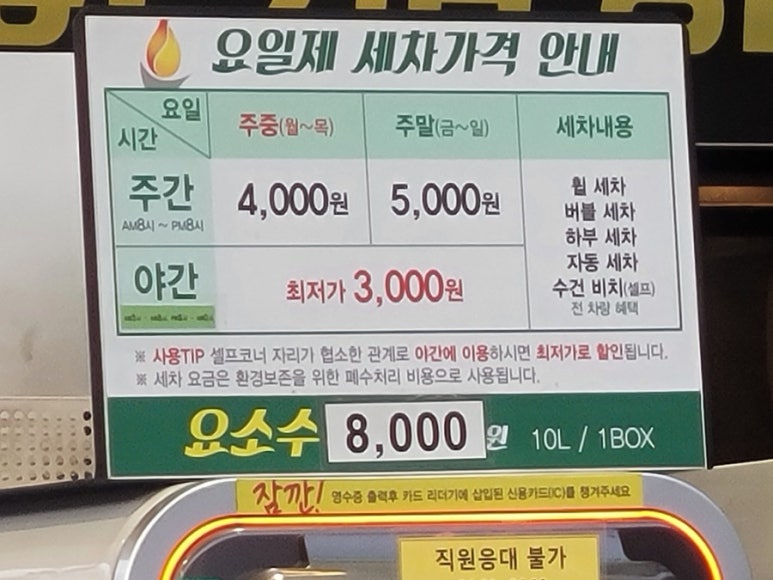 요일제 세차가격 안내
요일
시간
주중(월~목)
주말(금~일)
세차내용
주간
AM8시 ~ PM8시
4,000원
5,000원
휠 세차
버블 세차
하부 세차
자동 세차
수건 비치(셀프)
전 차량 혜택
야간
최저가 3,000원
※ 사용TIP 셀프코너 자리가 협소한 관계로 야간에 이용하시면 최저가로 할인됩니다.
※ 세차 요금은 환경보존을 위한 폐수처리 비용으로 사용됩니다.
요소수 8,000 원 10L / 1BOX
잠깐! 영수증 출력후 카드 리더기에 삽입된 신용카드(IC)를 챙겨주세요
직원응대 불가